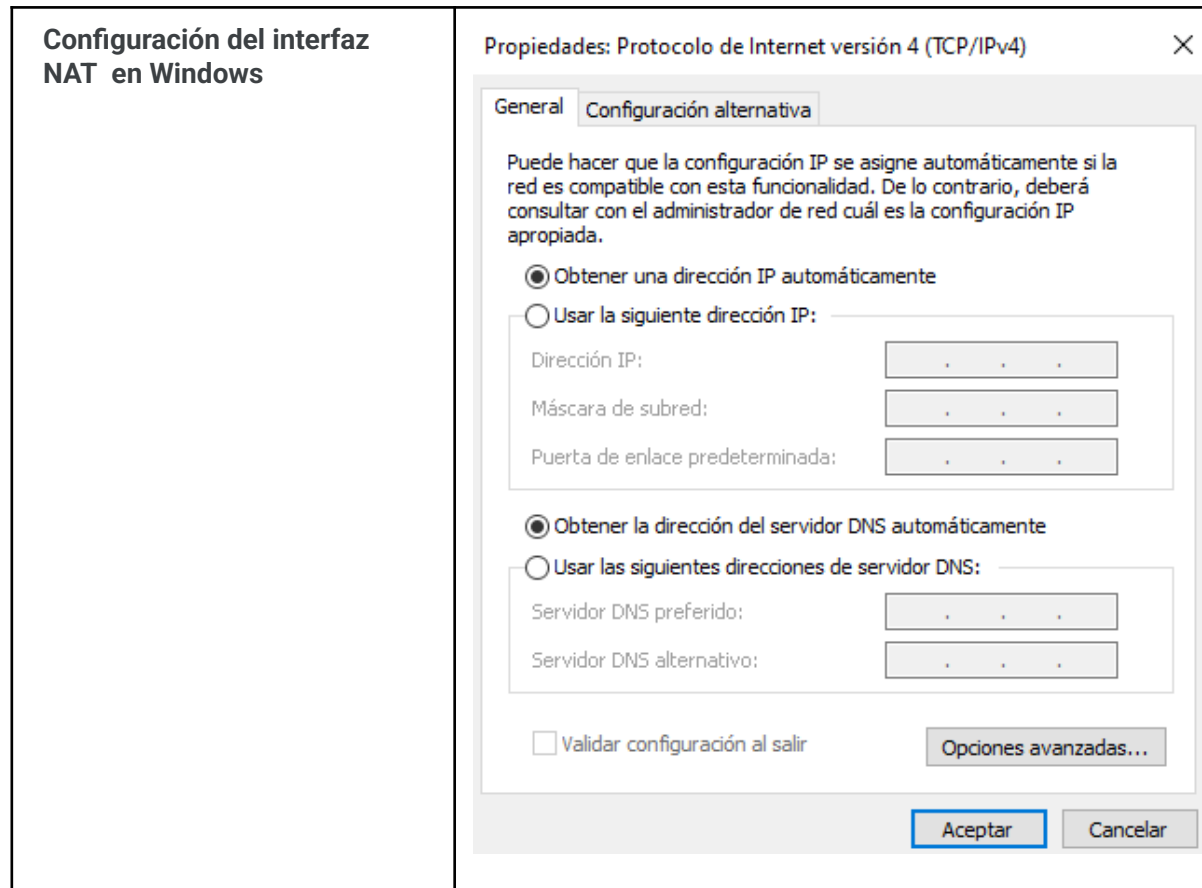 Configuración del interfaz
NAT en Windows
Propiedades: Protocolo de Internet versión 4 (TCP/IPv4)
General
Configuración alternativa
Puede hacer que la configuración IP se asigne automáticamente si la
red es compatible con esta funcionalidad. De lo contrario, deberá
consultar con el administrador de red cuál es la configuración IP
apropiada.
Obtener una dirección IP automáticamente
Usar la siguiente dirección IP:
Dirección IP:
Máscara de subred:
Puerta de enlace predeterminada:
Obtener la dirección del servidor DNS automáticamente
Usar las siguientes direcciones de servidor DNS:
Servidor DNS preferido:
Servidor DNS alternativo:
Validar configuración al salir
Opciones avanzadas...
Aceptar
Cancelar